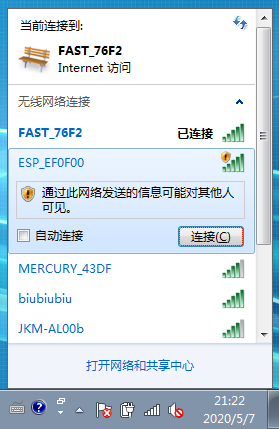 当前连接到:
FAST_76F2
Internet 访问
无线网络连接
FAST_76F2 已连接
ESP_EF0F00
通过此网络发送的信息可能对其他人
可见。
自动连接 连接(C)
MERCURY_43DF
biubiubiu
JKM-AL00b
打开网络和共享中心
21:22
2020/5/7